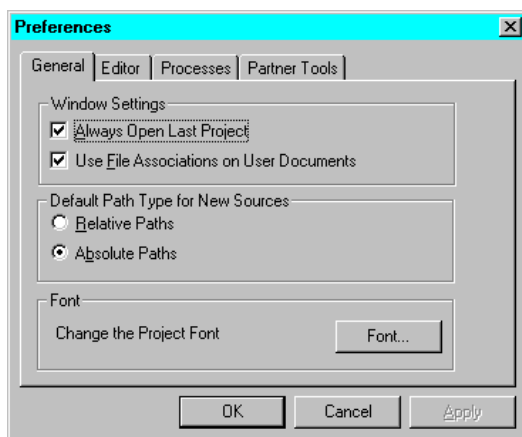 Preferences
General Editor Processes Partner Tools
Window Settings
Always Open Last Project
Use File Associations on User Documents
Default Path Type for New Sources
Relative Paths
Absolute Paths
Font
Change the Project Font Font...
OK Cancel Apply